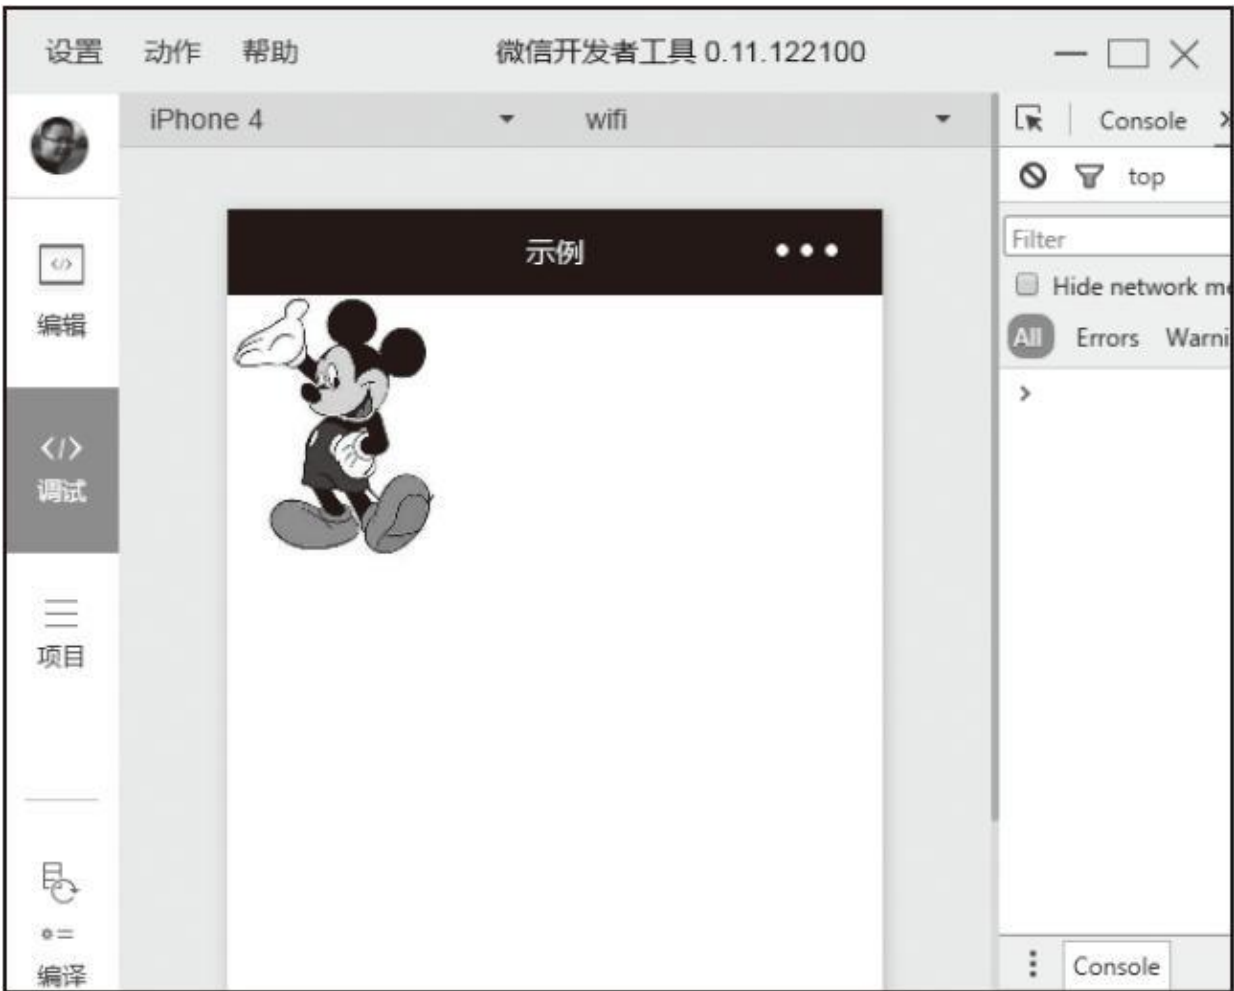 设置 动作 帮助 微信开发者工具 0.11.122100
iPhone 4 wifi
Console
top
示例
Filter
编辑
Hide network me
All Errors Warni
</>
调试
项目
编译
Console